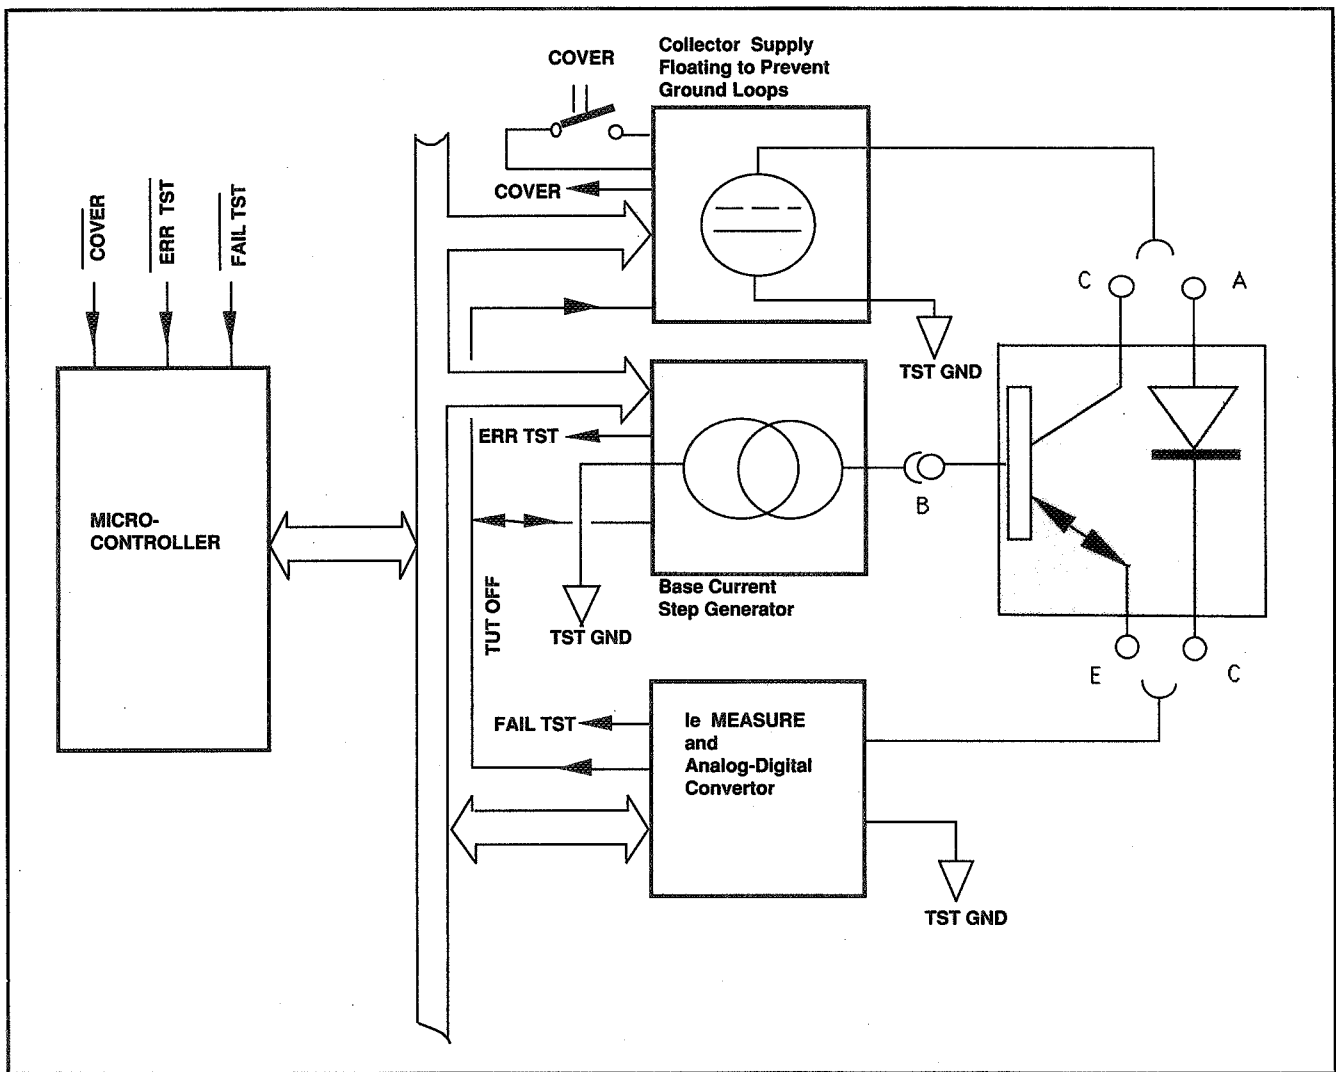 COVER
Collector Supply
Floating to Prevent
Ground Loops
COVER
COVER
ERR TST
FAIL TST
C
A
TST GND
ERR TST
B
MICRO-
CONTROLLER
TUT OFF
Base Current
Step Generator
TST GND
E
C
FAIL TST
Ie MEASURE
and
Analog-Digital
Convertor
TST GND